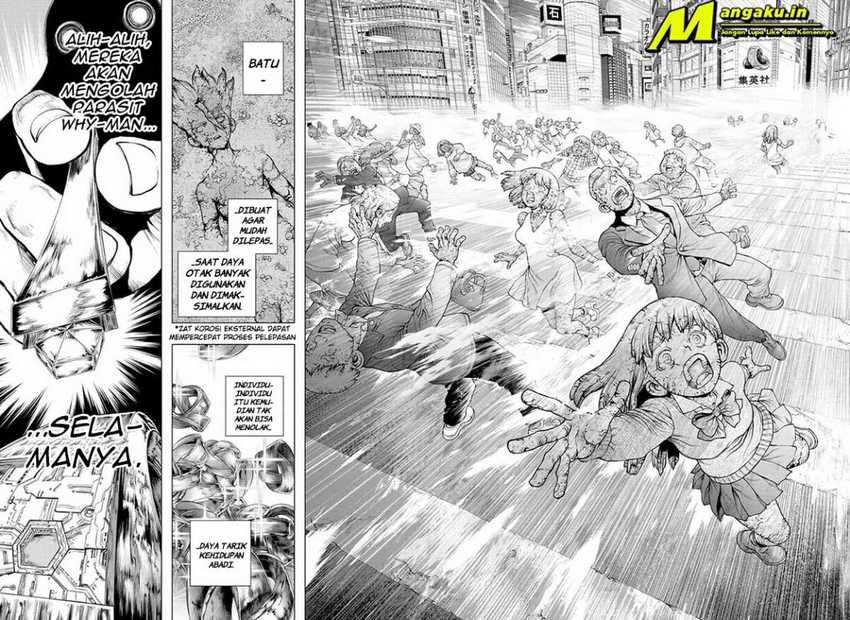 Mangaku.in
Jangan Lupa Like dan Komennya
石
集英社
BATU
-
..DIBUAT
AGAR
MUDAH
DILEPAS..
..SAAT DAYA
OTAK BANYAK
DIGUNAKAN
DAN DIMAK-
SIMALKAN.
*ZAT KOROSI EKSTERNAL DAPAT
MEMPERCEPAT PROSES PELEPASAN
INDIVIDU-
INDIVIDU
ITU KEMU-
DIAN TAK
AKAN BISA
MENOLAK..
..DAYA TARIK
KEHIDUPAN
ABADI.
ALIH-ALIH,
MEREKA
AKAN
MENGOLAH
PARASIT
WHY-MAN...
...SELA-
MANYA.